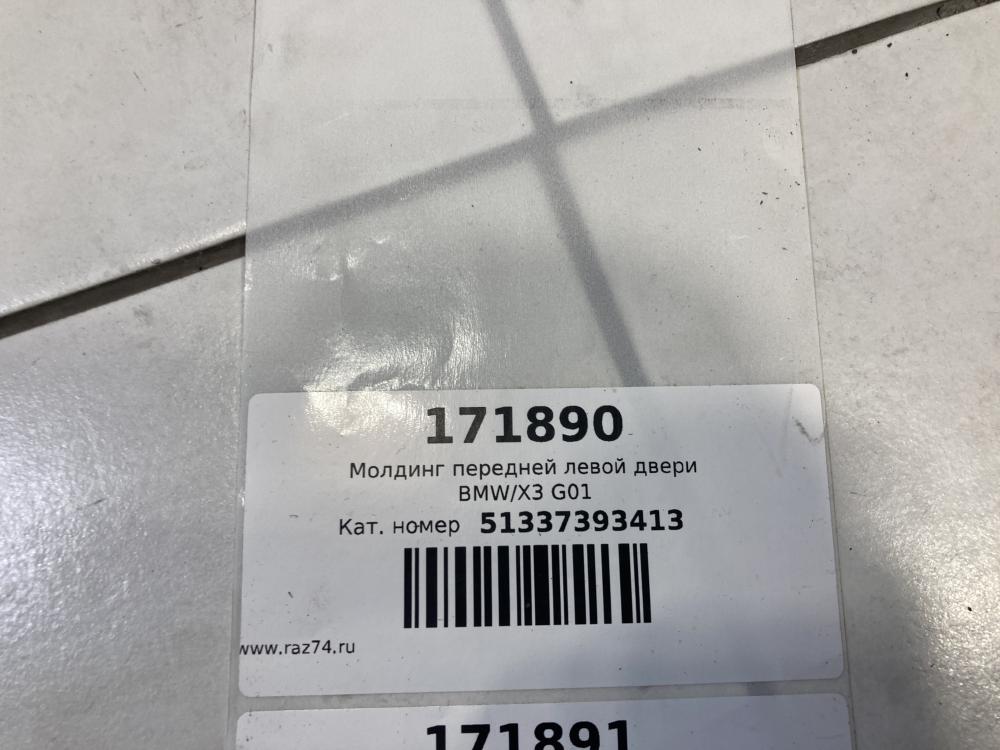 171890
Молдинг передней левой двери
BMW/X3 G01
Кат. номер 51337393413
www.raz74.ru
171891